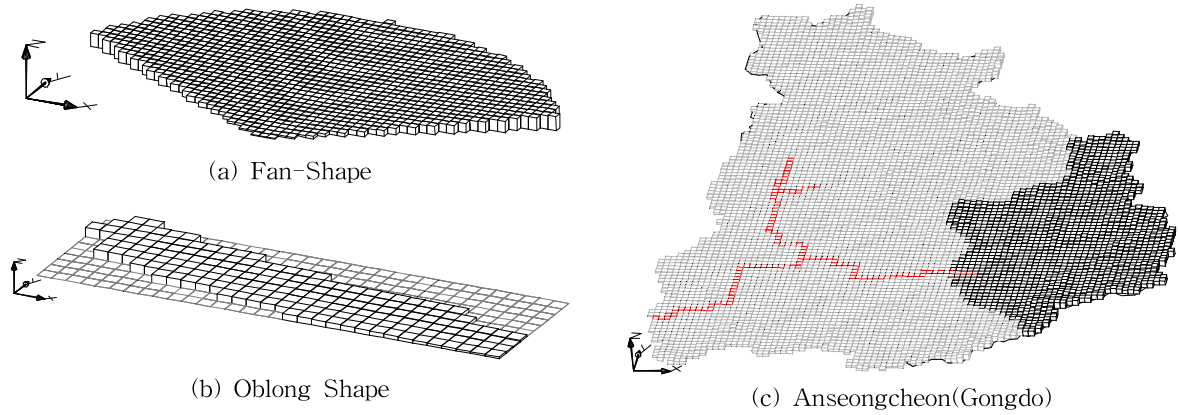 Z
Y
X
(a) Fan-Shape
Z
Y
X
(b) Oblong Shape
Z
Y
X
(c) Anseongcheon(Gongdo)